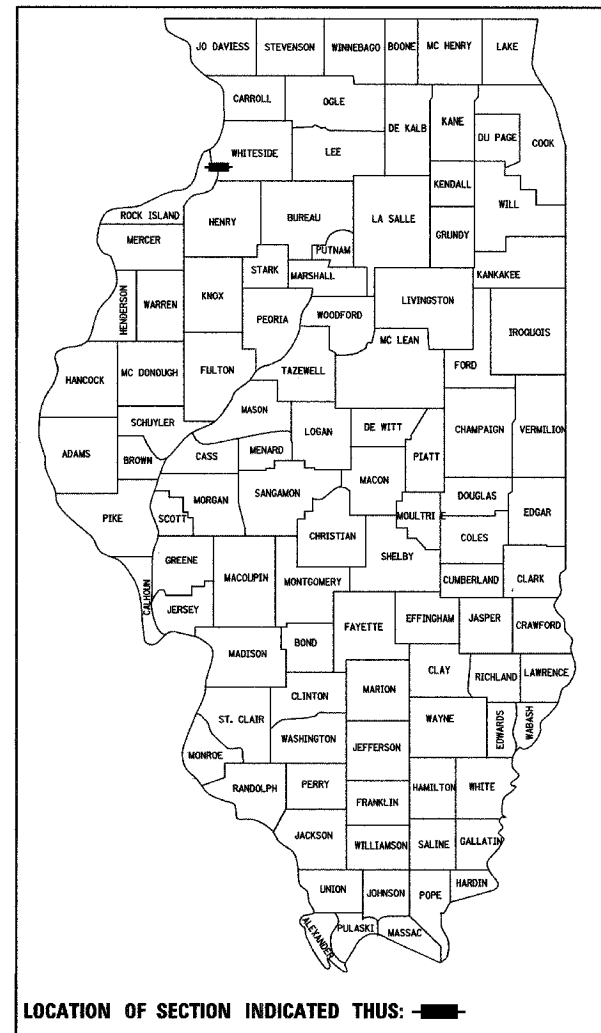 JO DAVIESS STEVENSON WINNEBAGO BOONE MC HENRY LAKE
CARROLL OGLE DE KALB KANE DU PAGE COOK
WHITESIDE LEE KENDALL WILL
ROCK ISLAND HENRY BUREAU LA SALLE GRUNDY
MERCER PUTNAM
STARK MARSHALL KANKAKEE
HENDERSON WARREN KNOX PEORIA WOODFORD LIVINGSTON IROQUOIS
MC LEAN
HANCOCK MC DONOUGH FULTON TAZEWELL FORD
MASON
SCHUYLER LOGAN DE WITT CHAMPAIGN VERMILION
ADAMS BROWN CASS MENARD PIATT
MACON
PIKE SCOTT MORGAN SANGAMON DOUGLAS EDGAR
CHRISTIAN MOULTRIE COLES
GREENE SHELBY
CALHOUN JERSEY MACOUPIN MONTGOMERY CUMBERLAND CLARK
FAYETTE EFFINGHAM JASPER CRAWFORD
MADISON BOND
CLAY RICHLAND LAWRENCE
CLINTON MARION
ST. CLAIR WAYNE EDWARDS WABASH
WASHINGTON JEFFERSON
MONROE
RANDOLPH PERRY HAMILTON WHITE
FRANKLIN
JACKSON WILLIAMSON SALINE GALLATIN
UNION JOHNSON POPE HARDIN
ALEXANDER PULASKI MASSAC
LOCATION OF SECTION INDICATED THUS: